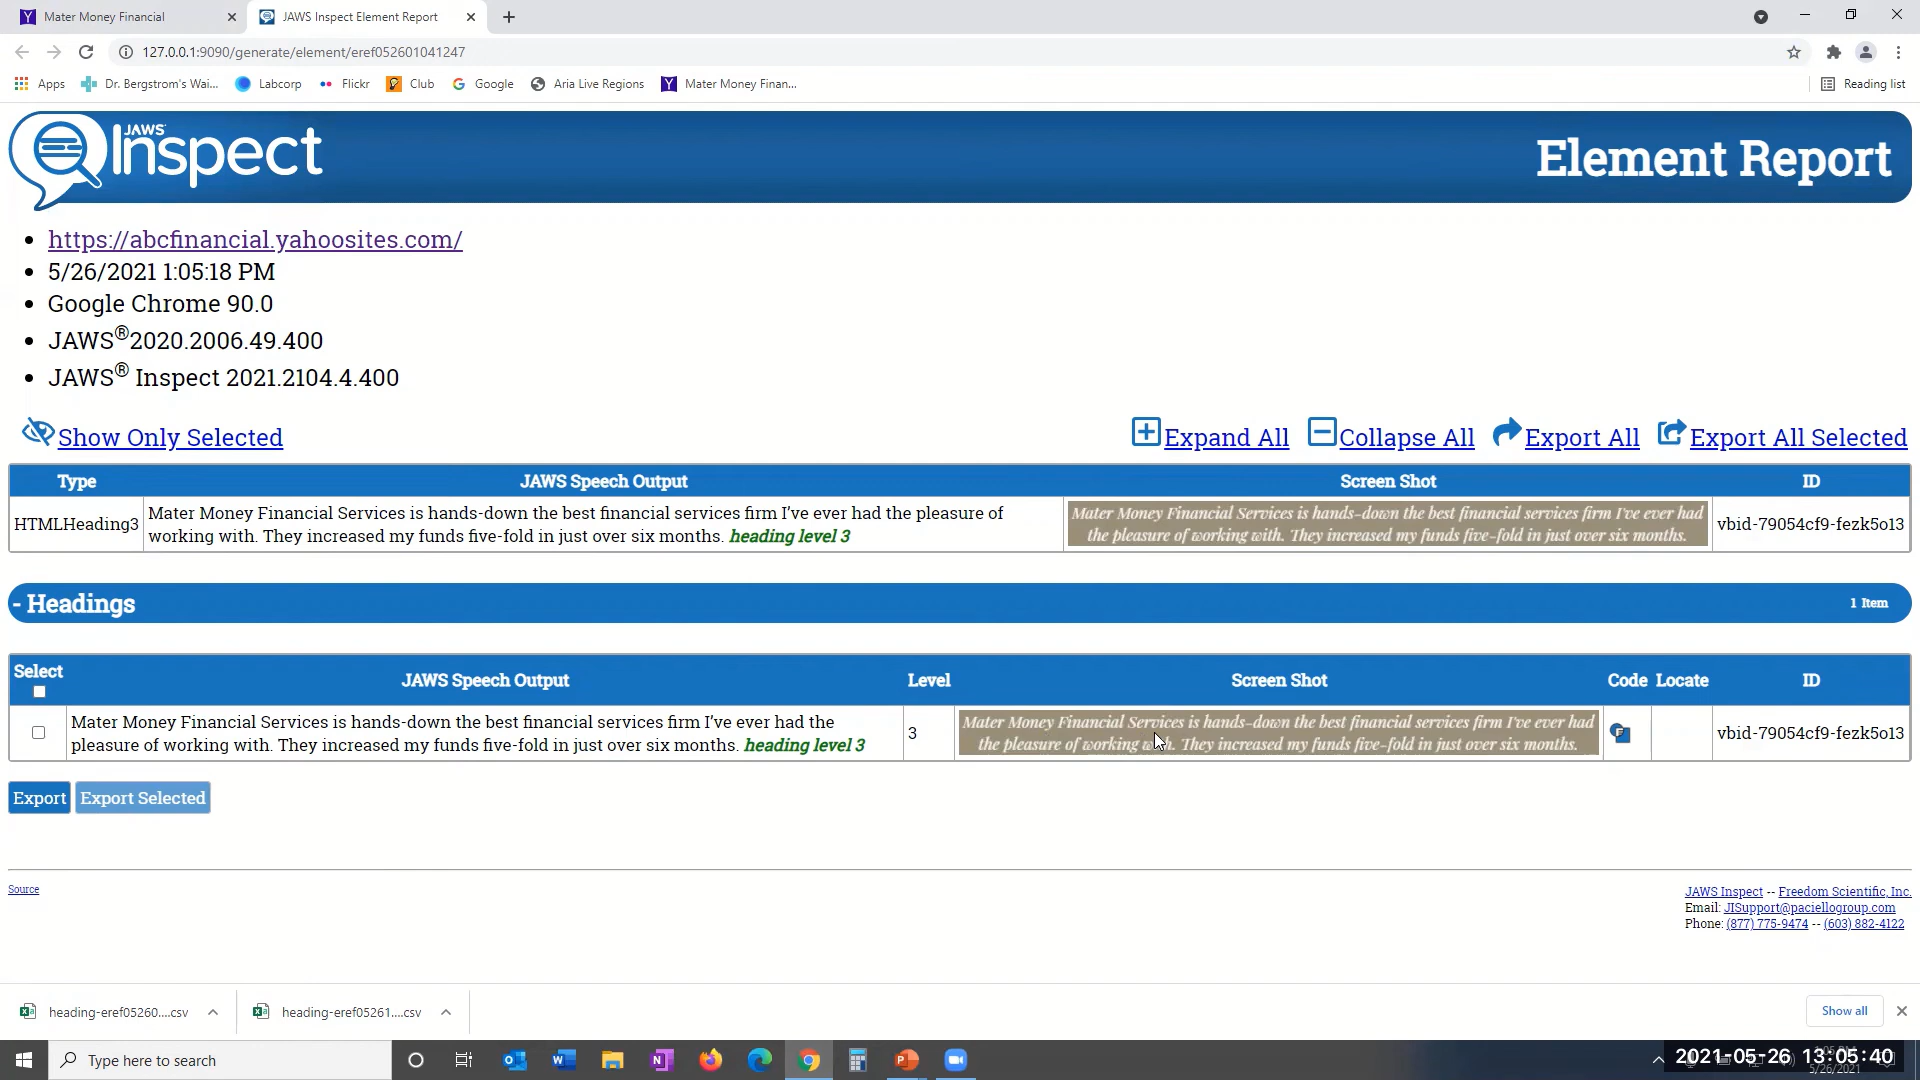 Mater Money Financial
JAWS Inspect Element Report
127.0.0.1:9090/generate/element/eref052601041247
Apps
Dr. Bergstrom's Wai...
Labcorp
Flickr
Club
Google
Aria Live Regions
Mater Money Finan...
Reading list
JAWS Inspect
Element Report
https://abcfinancial.yahoosites.com/
5/26/2021 1:05:18 PM
Google Chrome 90.0
JAWS®2020.2006.49.400
JAWS® Inspect 2021.2104.4.400
Show Only Selected
Expand All
Collapse All
Export All
Export All Selected
Type
JAWS Speech Output
Screen Shot
ID
HTMLHeading3
Mater Money Financial Services is hands-down the best financial services firm I've ever had the pleasure of
working with. They increased my funds five-fold in just over six months. heading level 3
Mater Money Financial Services is hands-down the best financial services firm I've ever had
the pleasure of working with. They increased my funds five-fold in just over six months.
vbid-79054cf9-fezk5o13
- Headings
1 Item
Select
JAWS Speech Output
Level
Screen Shot
Code
Locate
ID
Mater Money Financial Services is hands-down the best financial services firm I've ever had the
pleasure of working with. They increased my funds five-fold in just over six months. heading level 3
3
Mater Money Financial Services is hands-down the best financial services firm I've ever had
the pleasure of working with. They increased my funds five-fold in just over six months.
vbid-79054cf9-fezk5o13
Export
Export Selected
Source
JAWS Inspect -- Freedom Scientific, Inc.
Email: JISupport@paciellogroup.com
Phone: (877) 775-9474 -- (603) 882-4122
heading-eref05260....csv
heading-eref05261....csv
Show all
Type here to search
2021-05-26 13:05:40
5/26/2021